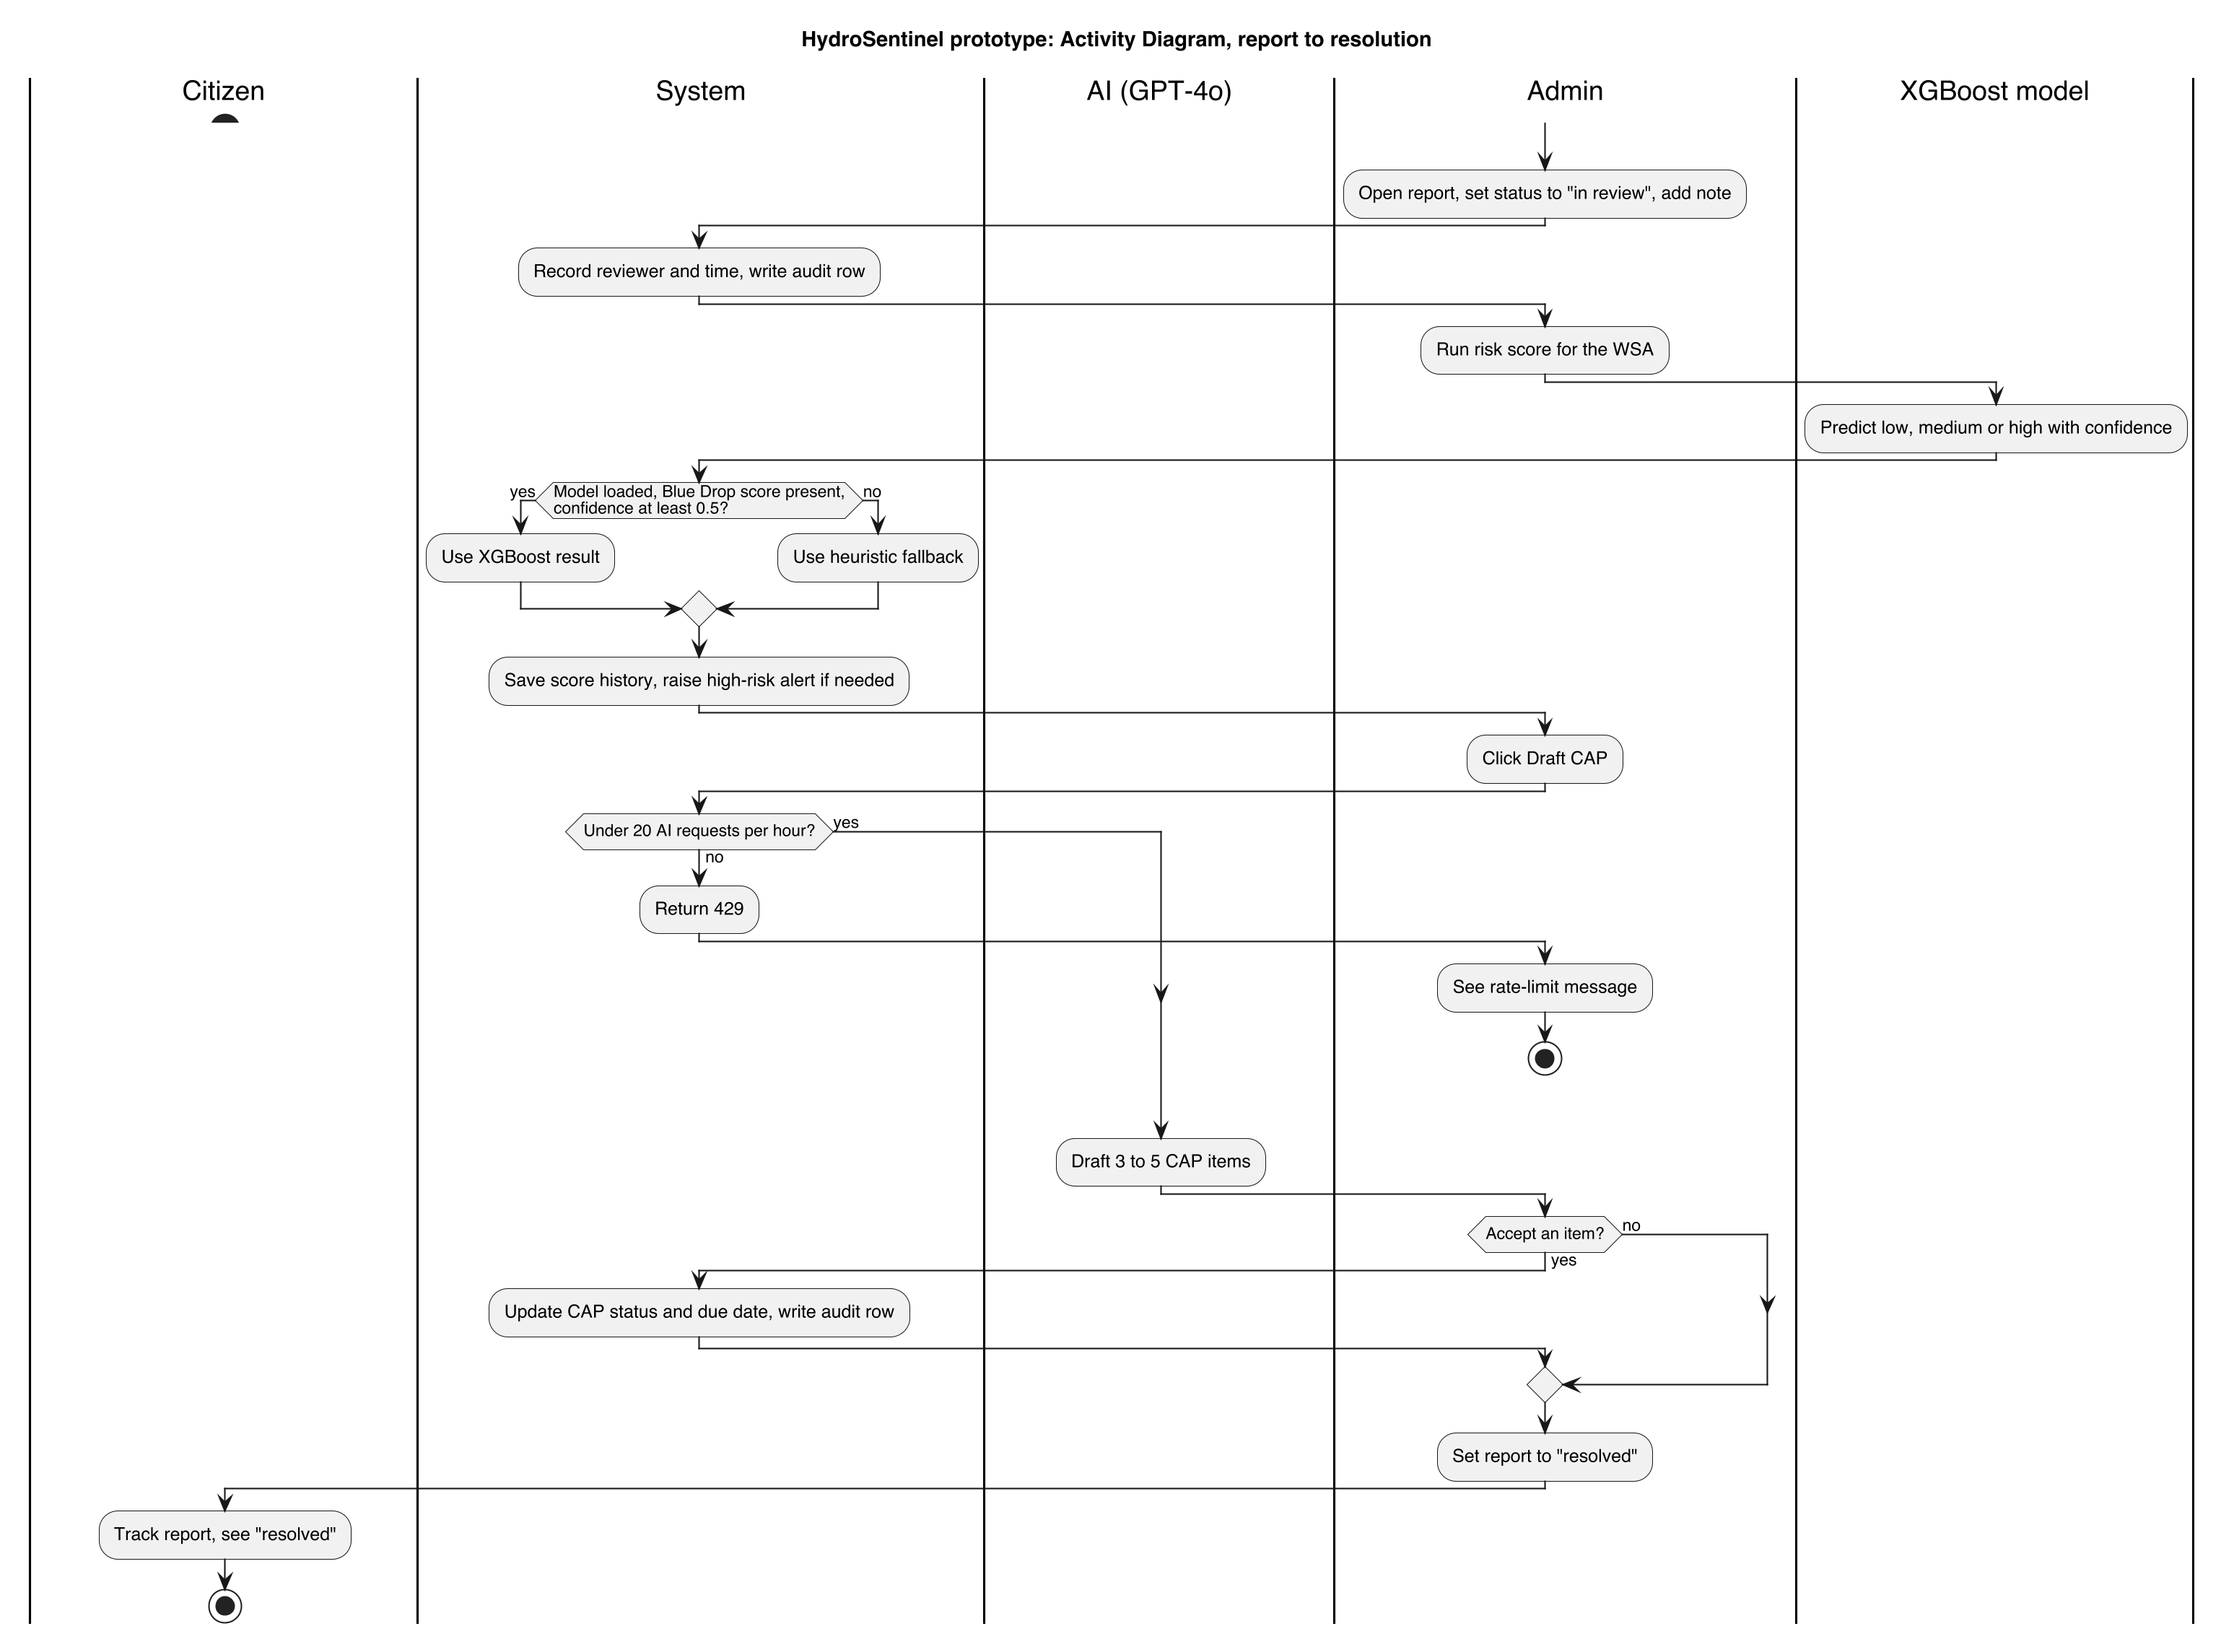 HydroSentinel prototype: Activity Diagram, report to resolution
Citizen
System
AI (GPT-4o)
Admin
XGBoost model
Open report, set status to "in review", add note
Record reviewer and time, write audit row
Run risk score for the WSA
Predict low, medium or high with confidence
yes
Model loaded, Blue Drop score present,
confidence at least 0.5?
no
Use XGBoost result
Use heuristic fallback
Save score history, raise high-risk alert if needed
Click Draft CAP
Under 20 AI requests per hour?
yes
no
Return 429
See rate-limit message
Draft 3 to 5 CAP items
Accept an item?
no
yes
Update CAP status and due date, write audit row
Set report to "resolved"
Track report, see "resolved"